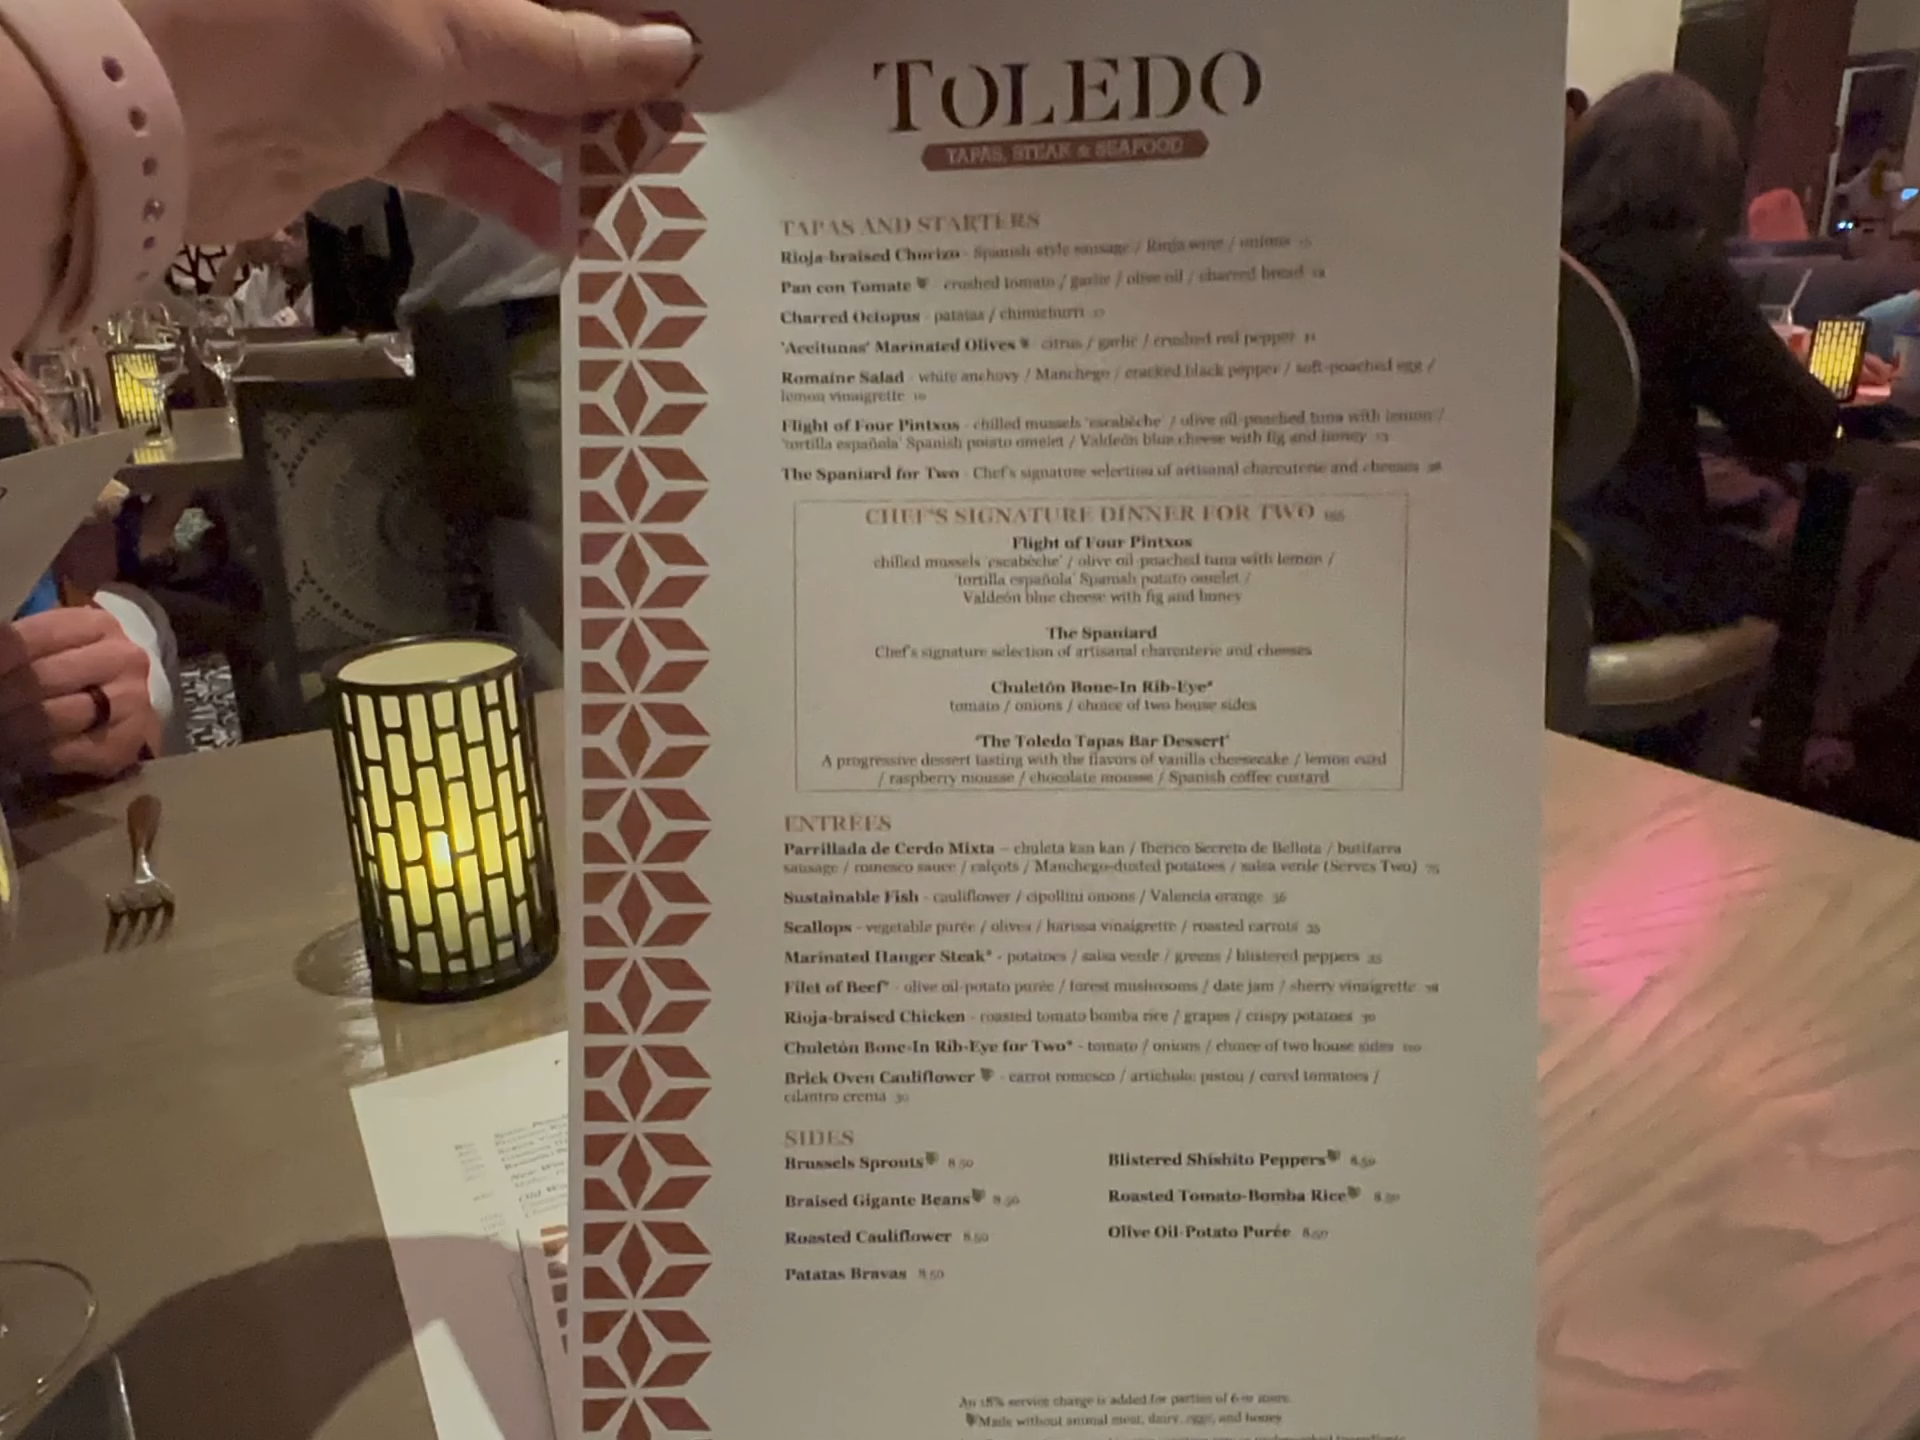 TOLEDO
TAPAS, STEAK & SEAFOOD
TAPAS AND STARTERS
Rioja-braised Chorizo - Spanish-style sausage / Rioja wine / onions
Pan con Tomate - crushed tomato / garlic / olive oil / charred bread
Charred Octopus - patatas / chimichurri
'Aceitunas' Marinated Olives - citrus / garlic / crushed red pepper
Romaine Salad - white anchovy / Manchego / cracked black pepper / soft-poached egg /
lemon vinaigrette
Flight of Four Pintxos - chilled mussels 'escabèche' / olive oil-poached tuna with lemon /
'tortilla española' Spanish potato omelet / Valdeón blue cheese with fig and honey
The Spaniard for Two - Chef's signature selection of artisanal charcuterie and cheeses
CHEF'S SIGNATURE DINNER FOR TWO
Flight of Four Pintxos
chilled mussels 'escabèche' / olive oil-poached tuna with lemon /
'tortilla española' Spanish potato omelet /
Valdeón blue cheese with fig and honey
The Spaniard
Chef's signature selection of artisanal charcuterie and cheeses
Chuletón Bone-In Rib-Eye*
tomato / onions / choice of two house sides
'The Toledo Tapas Bar Dessert'
A progressive dessert tasting with the flavors of vanilla cheesecake / lemon curd
/ raspberry mousse / chocolate mousse / Spanish coffee custard
ENTRÉES
Parrillada de Cerdo Mixta - chuleta kan kan / Iberico Secreto de Bellota / butifarra
sausage / romesco sauce / calçots / Manchego-dusted potatoes / salsa verde (Serves Two) 75
Sustainable Fish - cauliflower / cipollini onions / Valencia orange 36
Scallops - vegetable purée / olives / harissa vinaigrette / roasted carrots 35
Marinated Hanger Steak* - potatoes / salsa verde / greens / blistered peppers
Filet of Beef* - olive oil-potato purée / forest mushrooms / date jam / sherry vinaigrette
Rioja-braised Chicken - roasted tomato bomba rice / grapes / crispy potatoes 30
Chuletón Bone-In Rib-Eye for Two* - tomato / onions / choice of two house sides
Brick Oven Cauliflower - carrot romesco / artichoke pistou / cured tomatoes /
cilantro crema 30
SIDES
Brussels Sprouts 8.50
Blistered Shishito Peppers 8.50
Braised Gigante Beans 8.50
Roasted Tomato-Bomba Rice 8.50
Roasted Cauliflower 8.50
Olive Oil-Potato Purée 8.50
Patatas Bravas 8.50
An 18% service charge is added for parties of 6 or more.
Made without animal meat, dairy, eggs, and honey